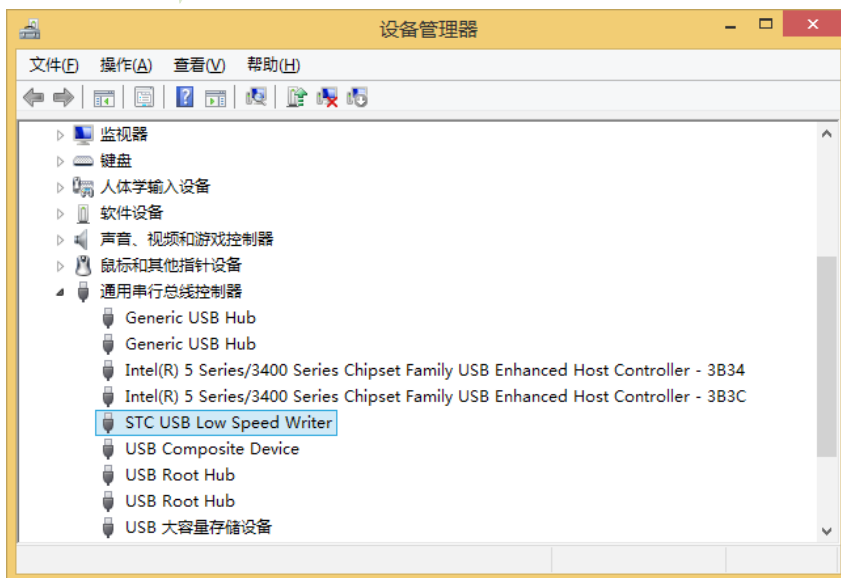 设备管理器
文件(F) 操作(A) 查看(V) 帮助(H)
监视器
键盘
人体学输入设备
软件设备
声音、视频和游戏控制器
鼠标和其他指针设备
通用串行总线控制器
Generic USB Hub
Generic USB Hub
Intel(R) 5 Series/3400 Series Chipset Family USB Enhanced Host Controller - 3B34
Intel(R) 5 Series/3400 Series Chipset Family USB Enhanced Host Controller - 3B3C
STC USB Low Speed Writer
USB Composite Device
USB Root Hub
USB Root Hub
USB 大容量存储设备